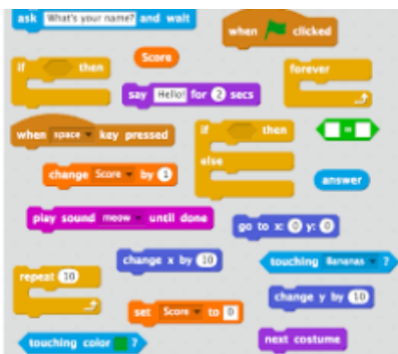 ask What's your name? and wait
when clicked
if then
Score
forever
say Hello! for 2 secs
when space key pressed
if then
=
else
change Score by 1
answer
play sound meow until done
go to x: 0 y: 0
change x by 10
touching Bananas ?
repeat 10
change y by 10
set Score to 0
touching color ?
next costume